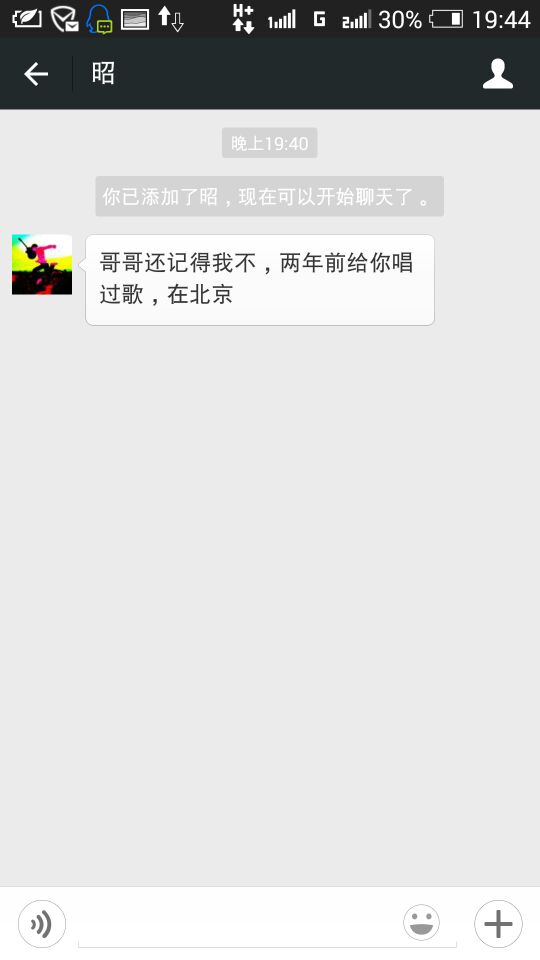 H+ 1 G 2 30% 19:44
昭
晚上19:40
你已添加了昭，现在可以开始聊天了。
哥哥还记得我不，两年前给你唱
过歌，在北京